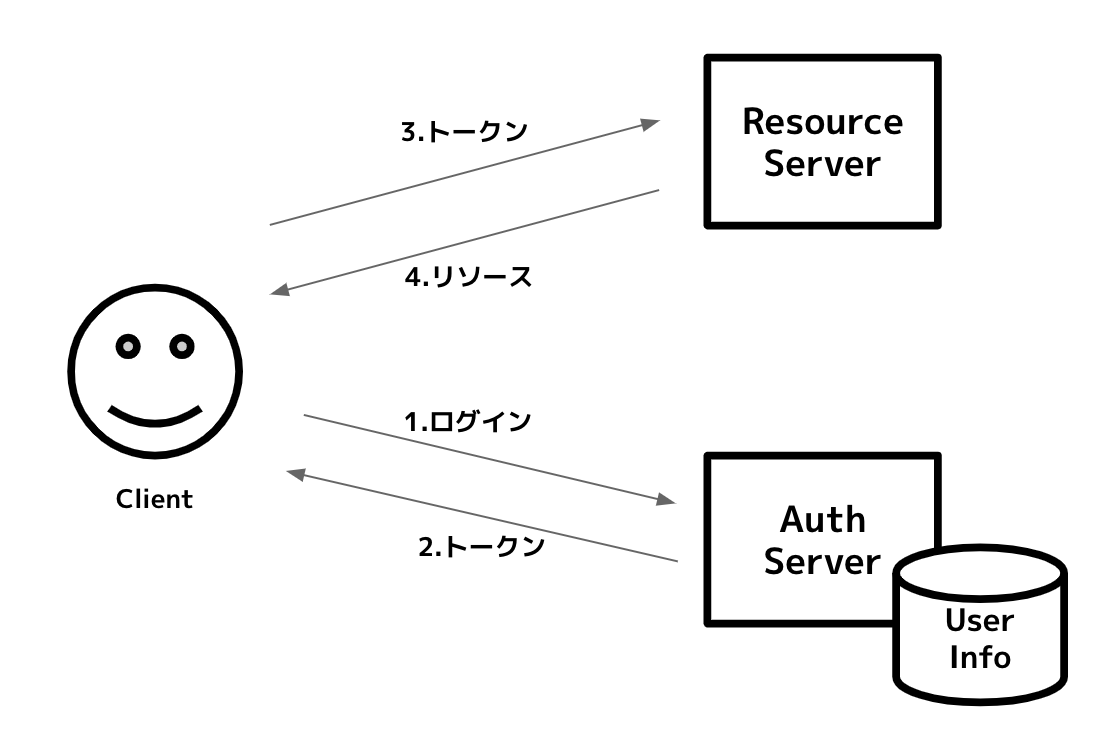 3.トークン
Resource
Server
4.リソース
1.ログイン
Client
2.トークン
Auth
Server
User
Info